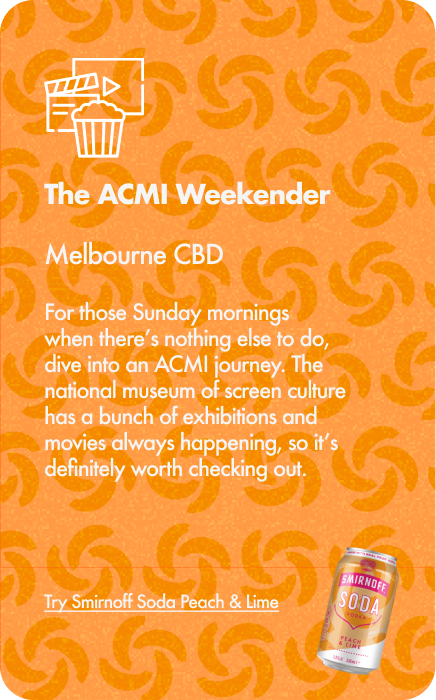 The ACMI Weekender
Melbourne CBD
For those Sunday mornings
when there's nothing else to do,
dive into an ACMI journey. The
national museum of screen culture
has a bunch of exhibitions and
movies always happening, so it's
definitely worth checking out.
Try Smirnoff Soda Peach & Lime
SMIRNOFF
SODA
VODKA
PEACH
& LIME